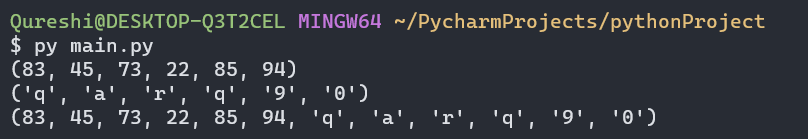 Qureshi@DESKTOP-Q3T2CEL MINGW64 ~/PycharmProjects/pythonProject
$ py main.py
(83, 45, 73, 22, 85, 94)
('q', 'a', 'r', 'q', '9', '0')
(83, 45, 73, 22, 85, 94, 'q', 'a', 'r', 'q', '9', '0')